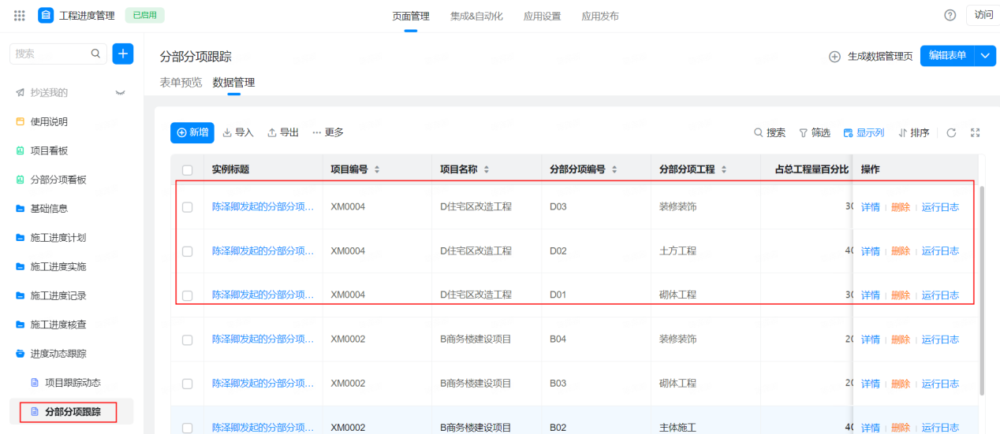 工程进度管理 已启用 页面管理 集成&自动化 应用设置 应用发布 访问
搜索
分部分项跟踪
生成数据管理页 编辑表单
表单预览 数据管理
抄送我的
使用说明
项目看板
分部分项看板
基础信息
施工进度计划
施工进度实施
施工进度记录
施工进度核查
进度动态跟踪
项目跟踪动态
分部分项跟踪
新增 导入 导出 更多 搜索 筛选 显示列 排序
实例标题 项目编号 项目名称 分部分项编号 分部分项工程 占总工程量百分比 操作
陈泽卿发起的分部分项... XM0004 D住宅区改造工程 D03 装修装饰 30 详情 删除 运行日志
陈泽卿发起的分部分项... XM0004 D住宅区改造工程 D02 土方工程 40 详情 删除 运行日志
陈泽卿发起的分部分项... XM0004 D住宅区改造工程 D01 砌体工程 30 详情 删除 运行日志
陈泽卿发起的分部分项... XM0002 B商务楼建设项目 B04 装修装饰 20 详情 删除 运行日志
陈泽卿发起的分部分项... XM0002 B商务楼建设项目 B03 砌体工程 20 详情 删除 运行日志
陈泽卿发起的分部分项... XM0002 B商务楼建设项目 B02 主体施工 40 详情 删除 运行日志